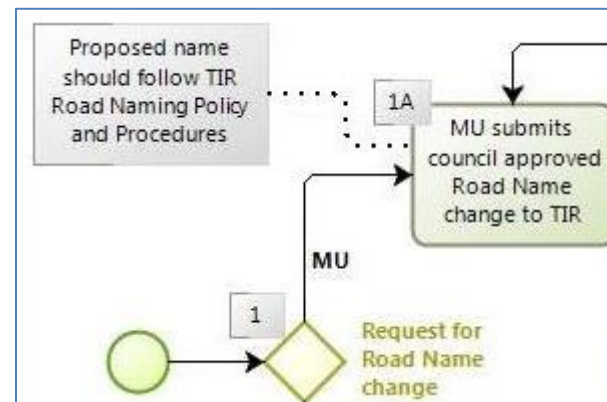 Proposed name
should follow TIR
Road Naming Policy
and Procedures
1A
MU submits
council approved
Road Name
change to TIR
MU
1
Request for
Road Name
change